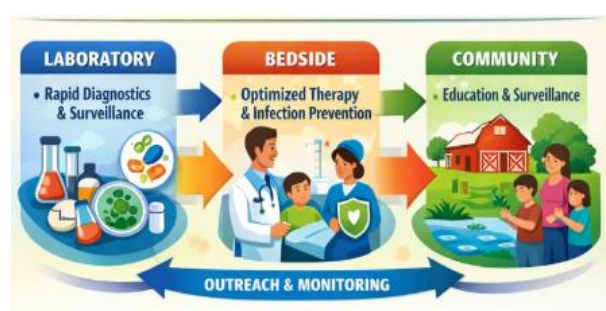 LABORATORY
• Rapid Diagnostics
& Surveillance
BEDSIDE
• Optimized Therapy
& Infection Prevention
COMMUNITY
• Education & Surveillance
OUTREACH & MONITORING